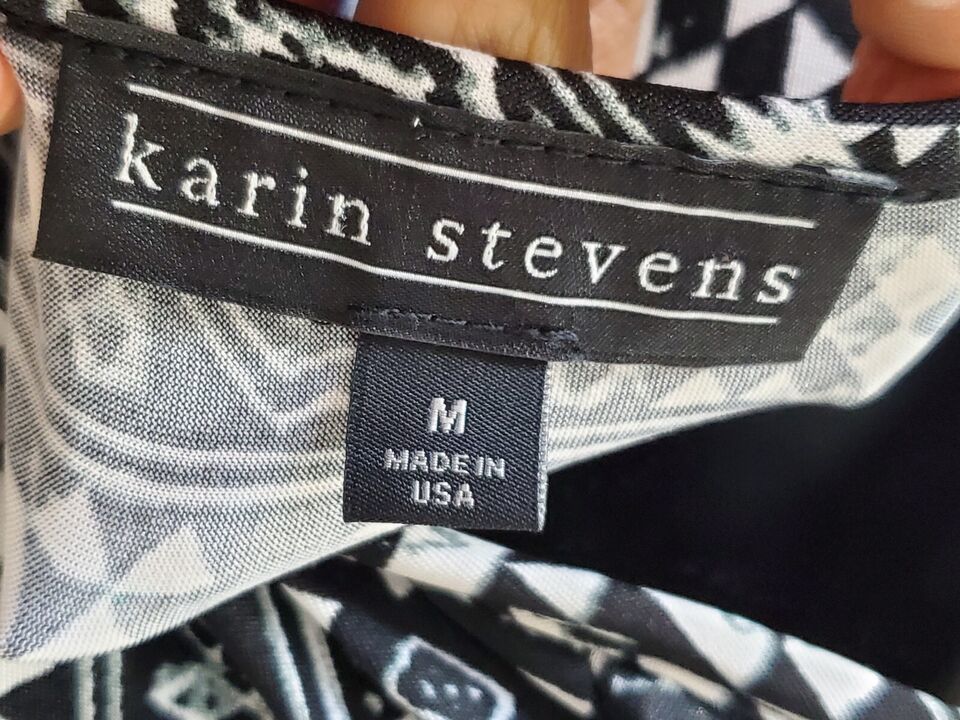 karin stevens
M
MADE IN
USA